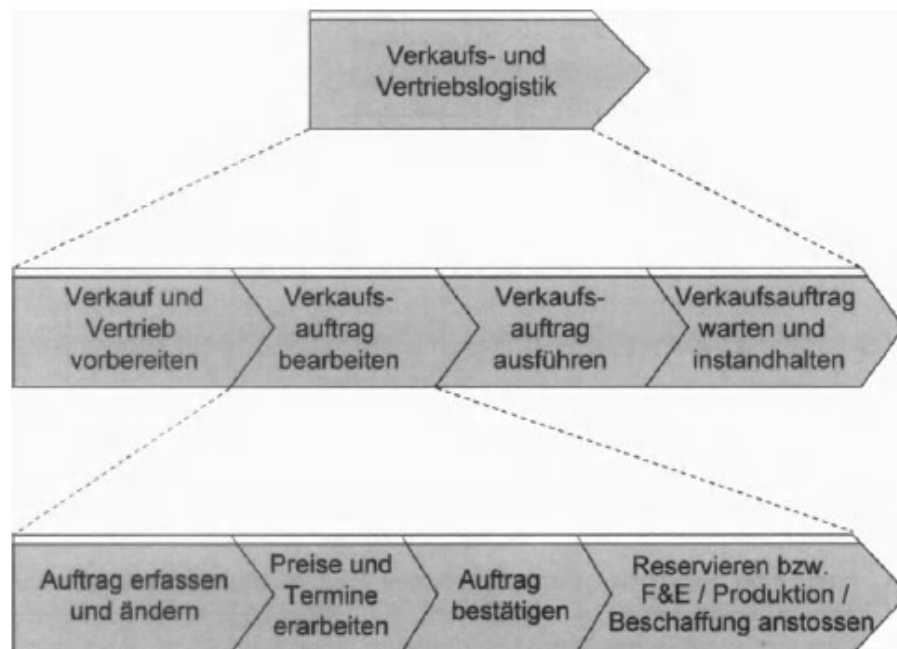 Verkaufs- und
Vertriebslogistik
Verkauf und
Vertrieb
vorbereiten
Verkaufs-
auftrag
bearbeiten
Verkaufs-
auftrag
ausführen
Verkaufsauftrag
warten und
instandhalten
Auftrag erfassen
und ändern
Preise und
Termine
erarbeiten
Auftrag
bestätigen
Reservieren bzw.
F&E / Produktion /
Beschaffung anstossen